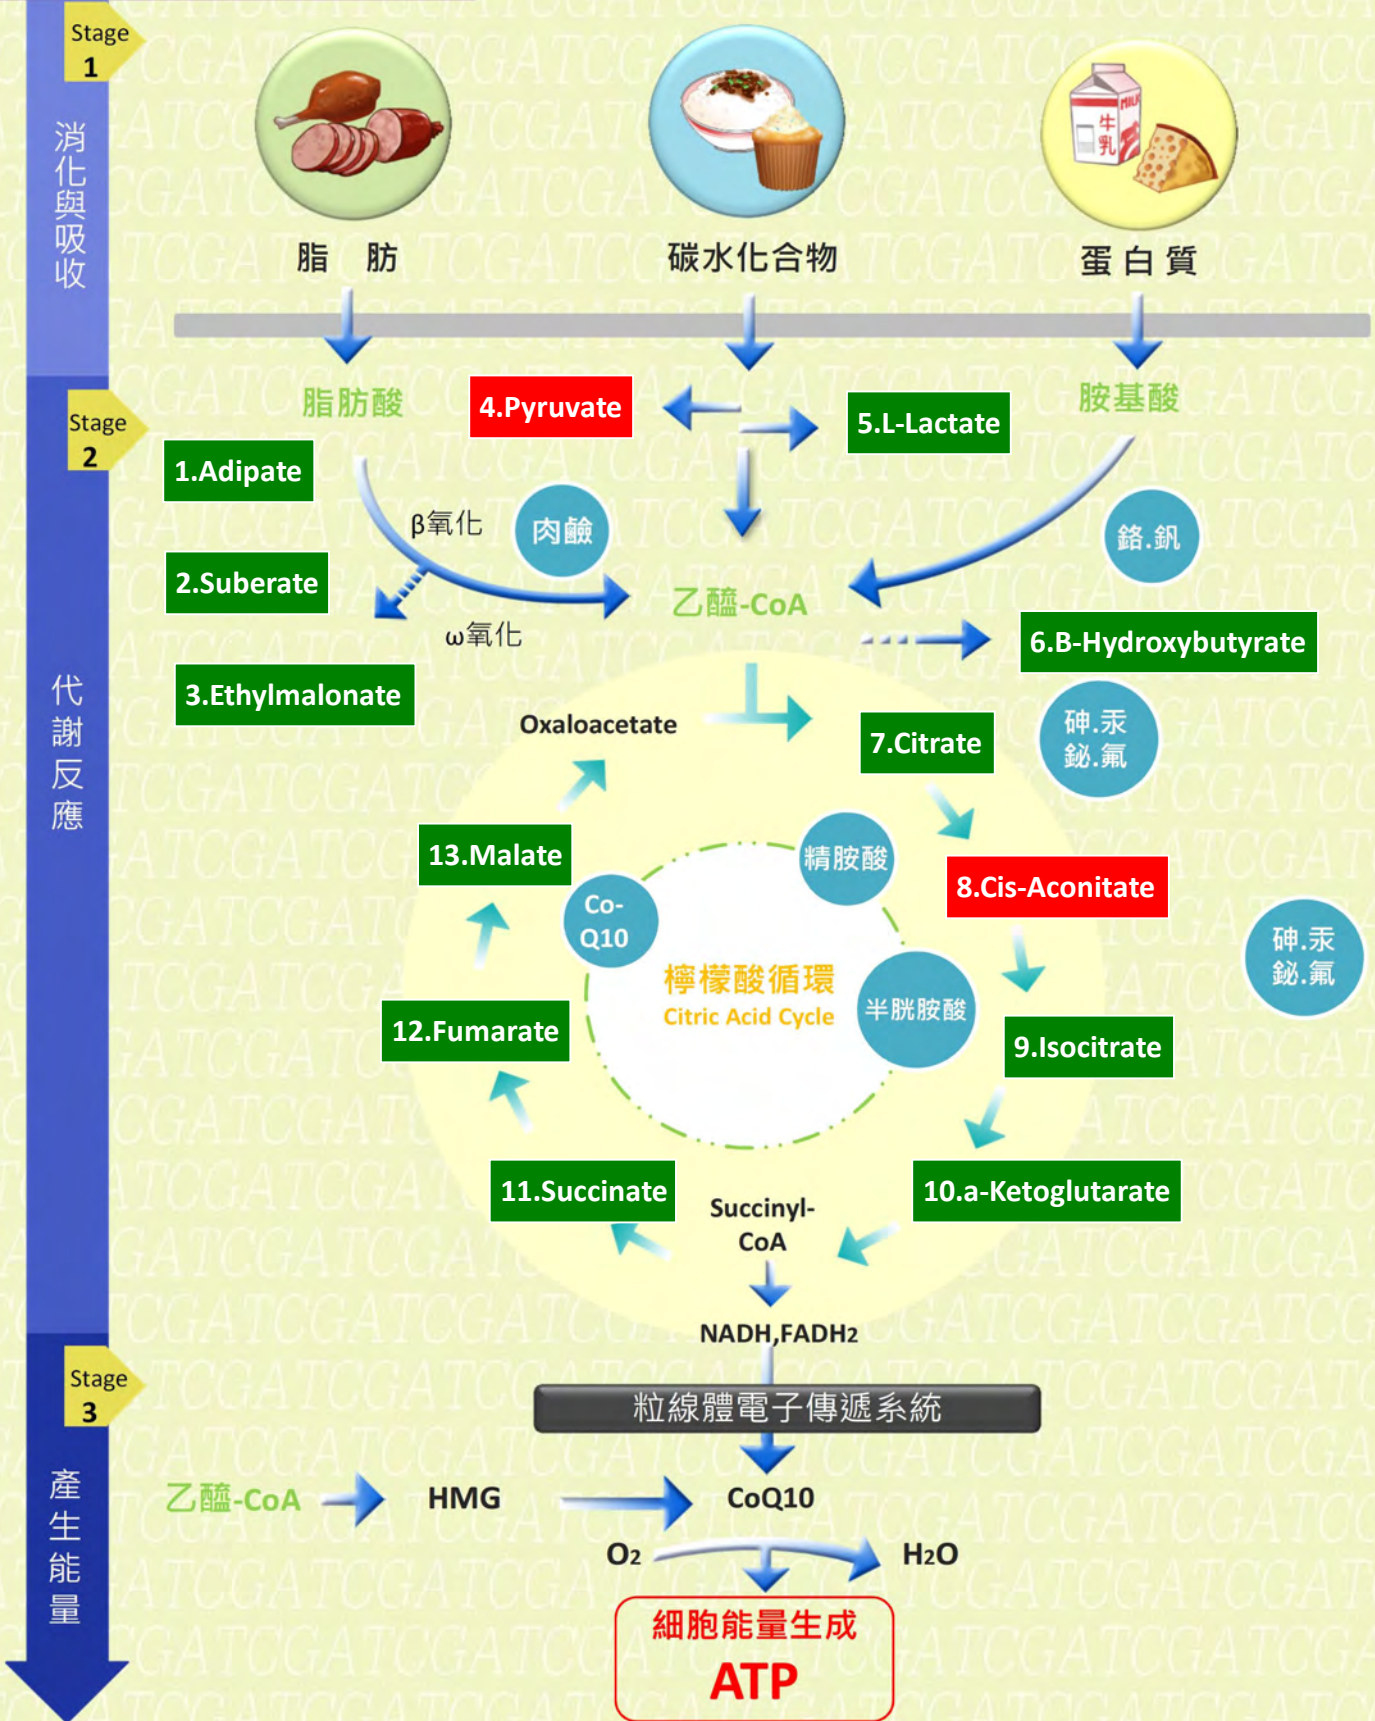 Stage
1
消化與吸收
MILK
牛乳
脂 肪
碳水化合物
蛋白質
Stage
2
代謝反應
脂肪酸
4.Pyruvate
5.L-Lactate
胺基酸
1.Adipate
β氧化
肉鹼
鉻.釩
2.Suberate
乙醯-CoA
ω氧化
6.B-Hydroxybutyrate
3.Ethylmalonate
Oxaloacetate
7.Citrate
砷.汞
鉍.氟
13.Malate
精胺酸
8.Cis-Aconitate
Co-
Q10
砷.汞
鉍.氟
檸檬酸循環
Citric Acid Cycle
半胱胺酸
12.Fumarate
9.Isocitrate
11.Succinate
Succinyl-
CoA
10.a-Ketoglutarate
NADH,FADH2
Stage
3
產生能量
粒線體電子傳遞系統
乙醯-CoA
HMG
CoQ10
O2
H2O
細胞能量生成
ATP